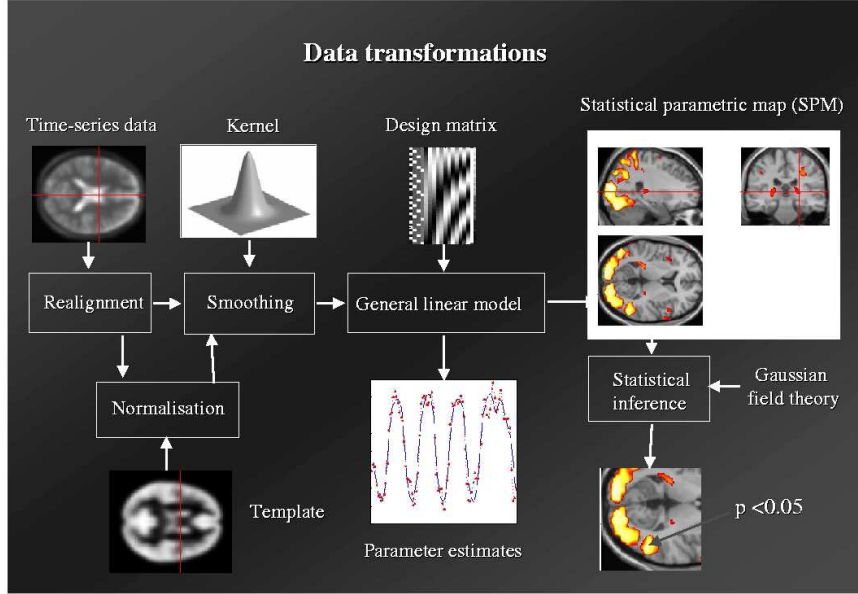 Data transformations
Statistical parametric map (SPM)
Time-series data
Kernel
Design matrix
Realignment
Smoothing
General linear model
Statistical
inference
Gaussian
field theory
Normalisation
Template
Parameter estimates
p <0.05